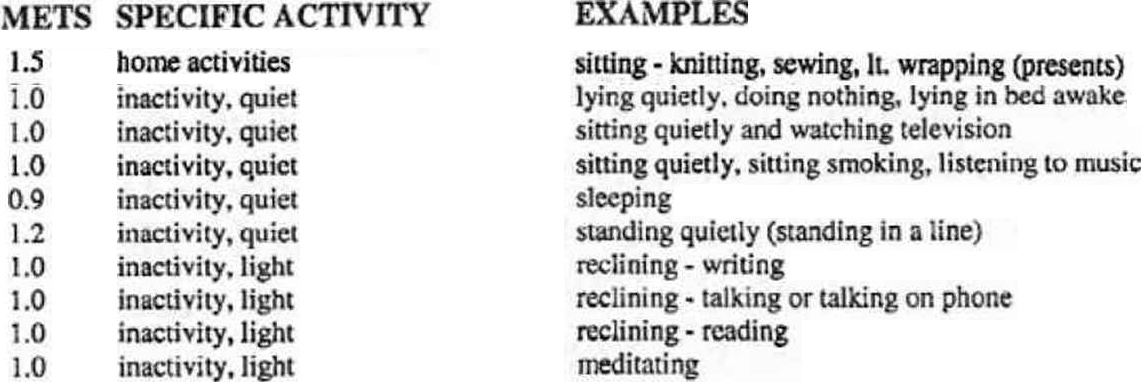 METS SPECIFIC ACTIVITY EXAMPLES
1.5 home activities sitting - knitting, sewing, lt. wrapping (presents)
1.0 inactivity, quiet lying quietly, doing nothing, lying in bed awake
1.0 inactivity, quiet sitting quietly and watching television
1.0 inactivity, quiet sitting quietly, sitting smoking, listening to music
0.9 inactivity, quiet sleeping
1.2 inactivity, quiet standing quietly (standing in a line)
1.0 inactivity, light reclining - writing
1.0 inactivity, light reclining - talking or talking on phone
1.0 inactivity, light reclining - reading
1.0 inactivity, light meditating